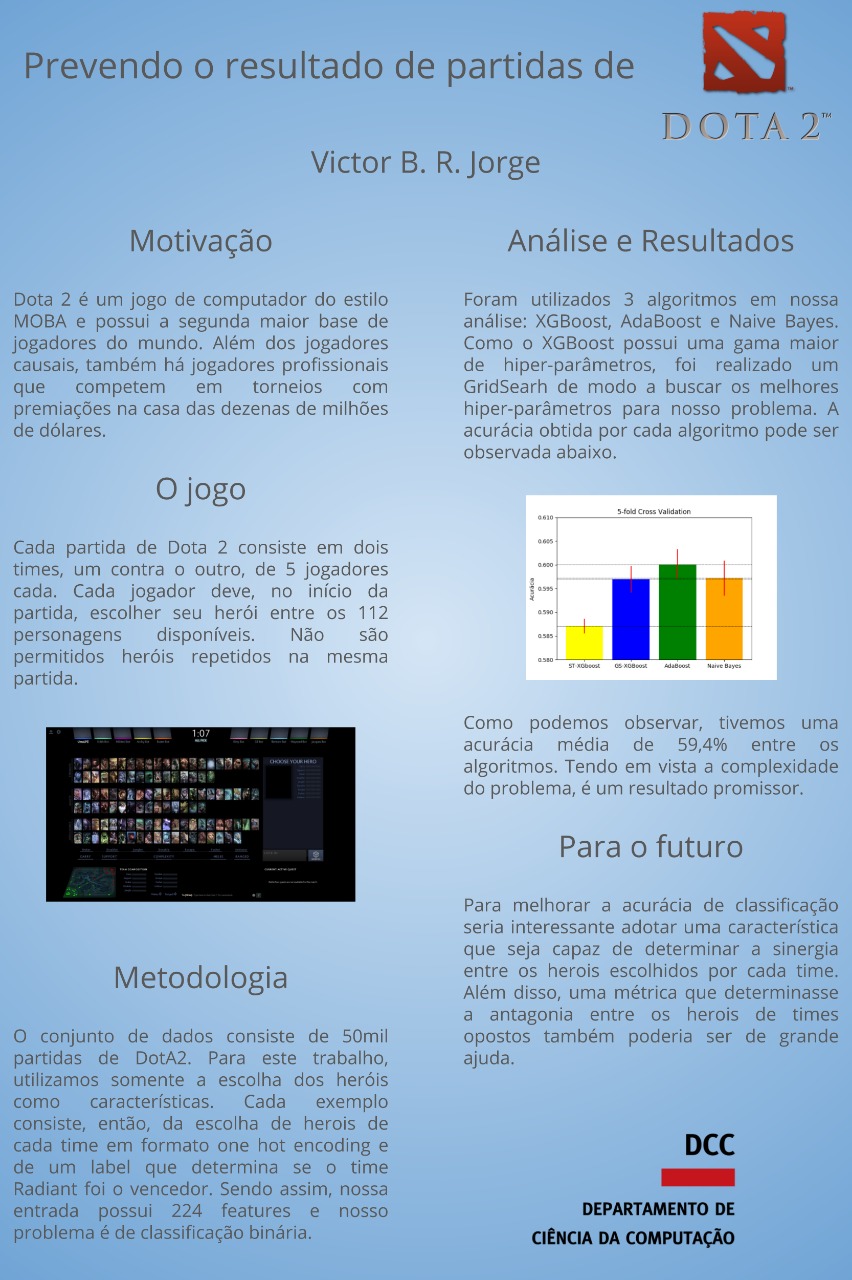 Prevendo o resultado de partidas de
DOTA 2™
Victor B. R. Jorge
Motivação
Dota 2 é um jogo de computador do estilo
MOBA e possui a segunda maior base de
jogadores do mundo. Além dos jogadores
causais, também há jogadores profissionais
que competem em torneios com
premiações na casa das dezenas de milhões
de dólares.
O jogo
Cada partida de Dota 2 consiste em dois
times, um contra o outro, de 5 jogadores
cada. Cada jogador deve, no início da
partida, escolher seu herói entre os 112
personagens disponíveis. Não são
permitidos heróis repetidos na mesma
partida.
1:07
CHOOSE YOUR HERO
Metodologia
O conjunto de dados consiste de 50mil
partidas de DotA2. Para este trabalho,
utilizamos somente a escolha dos heróis
como características. Cada exemplo
consiste, então, da escolha de herois de
cada time em formato one hot encoding e
de um label que determina se o time
Radiant foi o vencedor. Sendo assim, nossa
entrada possui 224 features e nosso
problema é de classificação binária.
Análise e Resultados
Foram utilizados 3 algoritmos em nossa
análise: XGBoost, AdaBoost e Naive Bayes.
Como o XGBoost possui uma gama maior
de hiper-parâmetros, foi realizado um
GridSearh de modo a buscar os melhores
hiper-parâmetros para nosso problema. A
acurácia obtida por cada algoritmo pode ser
observada abaixo.
5-fold Cross Validation
0.610
0.605
0.600
0.595
0.590
0.585
0.580
Acurácia
ST-XGboost GS-XGBoost AdaBoost Naive Bayes
Como podemos observar, tivemos uma
acurácia média de 59,4% entre os
algoritmos. Tendo em vista a complexidade
do problema, é um resultado promissor.
Para o futuro
Para melhorar a acurácia de classificação
seria interessante adotar uma característica
que seja capaz de determinar a sinergia
entre os herois escolhidos por cada time.
Além disso, uma métrica que determinasse
a antagonia entre os herois de times
opostos também poderia ser de grande
ajuda.
DCC
DEPARTAMENTO DE
CIÊNCIA DA COMPUTAÇÃO